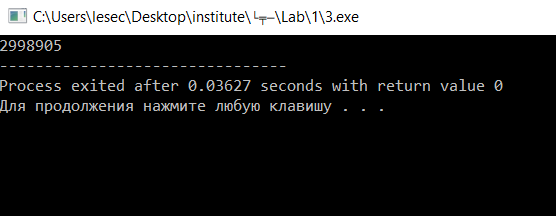 C:\Users\lesec\Desktop\institute\└╤─\Lab\1\3.exe
2998905
--------------------------------
Process exited after 0.03627 seconds with return value 0
Для продолжения нажмите любую клавишу . . .